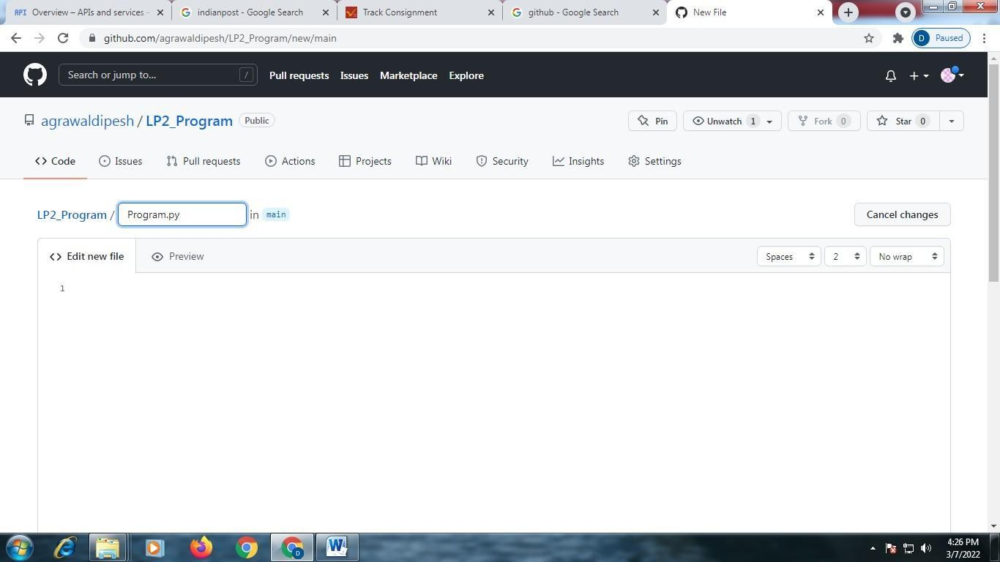 API Overview – APIs and services - indianpost - Google Search Track Consignment github - Google Search New File
github.com/agrawaldipesh/LP2_Program/new/main D Paused
Search or jump to... / Pull requests Issues Marketplace Explore
agrawaldipesh / LP2_Program Public Pin Unwatch 1 Fork 0 Star 0
Code Issues Pull requests Actions Projects Wiki Security Insights Settings
LP2_Program / Program.py in main Cancel changes
Edit new file Preview Spaces 2 No wrap
1
4:26 PM
3/7/2022